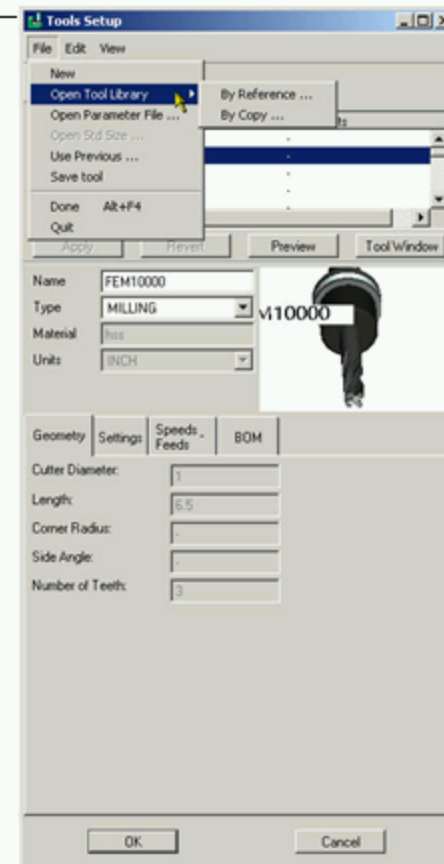 Tools Setup
File Edit View
New
Open Tool Library By Reference ...
Open Parameter File ... By Copy ...
Open Std Size ...
Use Previous ...
Save tool
Done Alt+F4
Quit
Apply Revert Preview Tool Window
Name FEM10000
Type MILLING
M10000
Material hss
Units INCH
Geometry Settings Speeds - Feeds BOM
Cutter Diameter: 1
Length: 6.5
Corner Radius: .
Side Angle: .
Number of Teeth: 3
OK Cancel